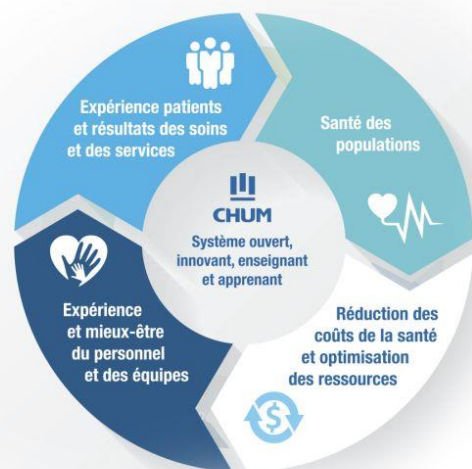 Expérience patients
et résultats des soins
et des services
Santé des
populations
CHUM
Système ouvert,
innovant, enseignant
et apprenant
Expérience
et mieux-être
du personnel
et des équipes
Réduction des
coûts de la santé
et optimisation
des ressources
$